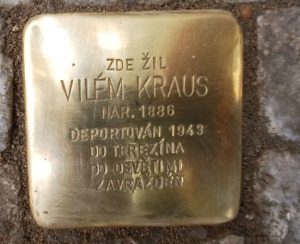 ZDE ŽIL
VILÉM KRAUS
NAR. 1886
DEPORTOVÁN 1943
DO TEREZÍNA
DO OSVĚTIMI
ZAVRAŽDĚN